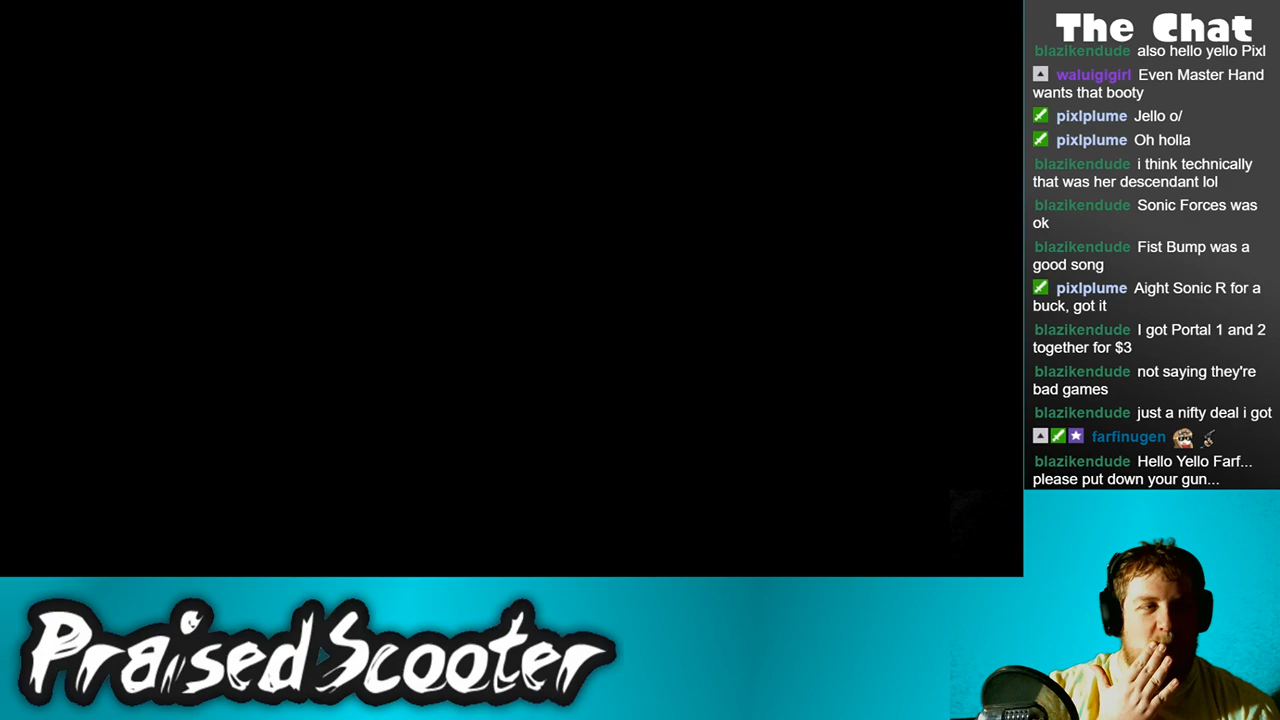 The Chat
blazikendude also hello yello Pixl
waluigigirl Even Master Hand
wants that booty
pixlplume Jello o/
pixlplume Oh holla
blazikendude i think technically
that was her descendant lol
blazikendude Sonic Forces was
ok
blazikendude Fist Bump was a
good song
pixlplume Aight Sonic R for a
buck, got it
blazikendude I got Portal 1 and 2
together for $3
blazikendude not saying they're
bad games
blazikendude just a nifty deal i got
farfinugen
blazikendude Hello Yello Farf...
please put down your gun...
PraisedScooter